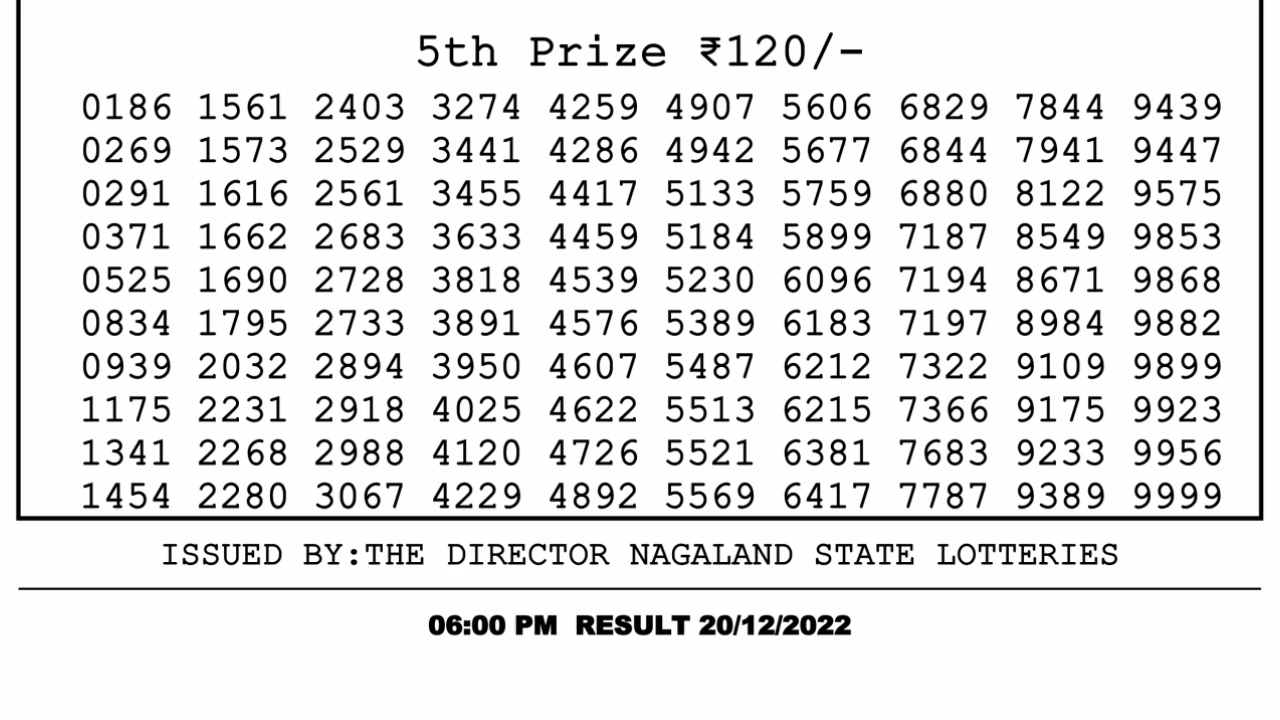 5th Prize ₹120/-
0186 1561 2403 3274 4259 4907 5606 6829 7844 9439
0269 1573 2529 3441 4286 4942 5677 6844 7941 9447
0291 1616 2561 3455 4417 5133 5759 6880 8122 9575
0371 1662 2683 3633 4459 5184 5899 7187 8549 9853
0525 1690 2728 3818 4539 5230 6096 7194 8671 9868
0834 1795 2733 3891 4576 5389 6183 7197 8984 9882
0939 2032 2894 3950 4607 5487 6212 7322 9109 9899
1175 2231 2918 4025 4622 5513 6215 7366 9175 9923
1341 2268 2988 4120 4726 5521 6381 7683 9233 9956
1454 2280 3067 4229 4892 5569 6417 7787 9389 9999
ISSUED BY:THE DIRECTOR NAGALAND STATE LOTTERIES
06:00 PM RESULT 20/12/2022